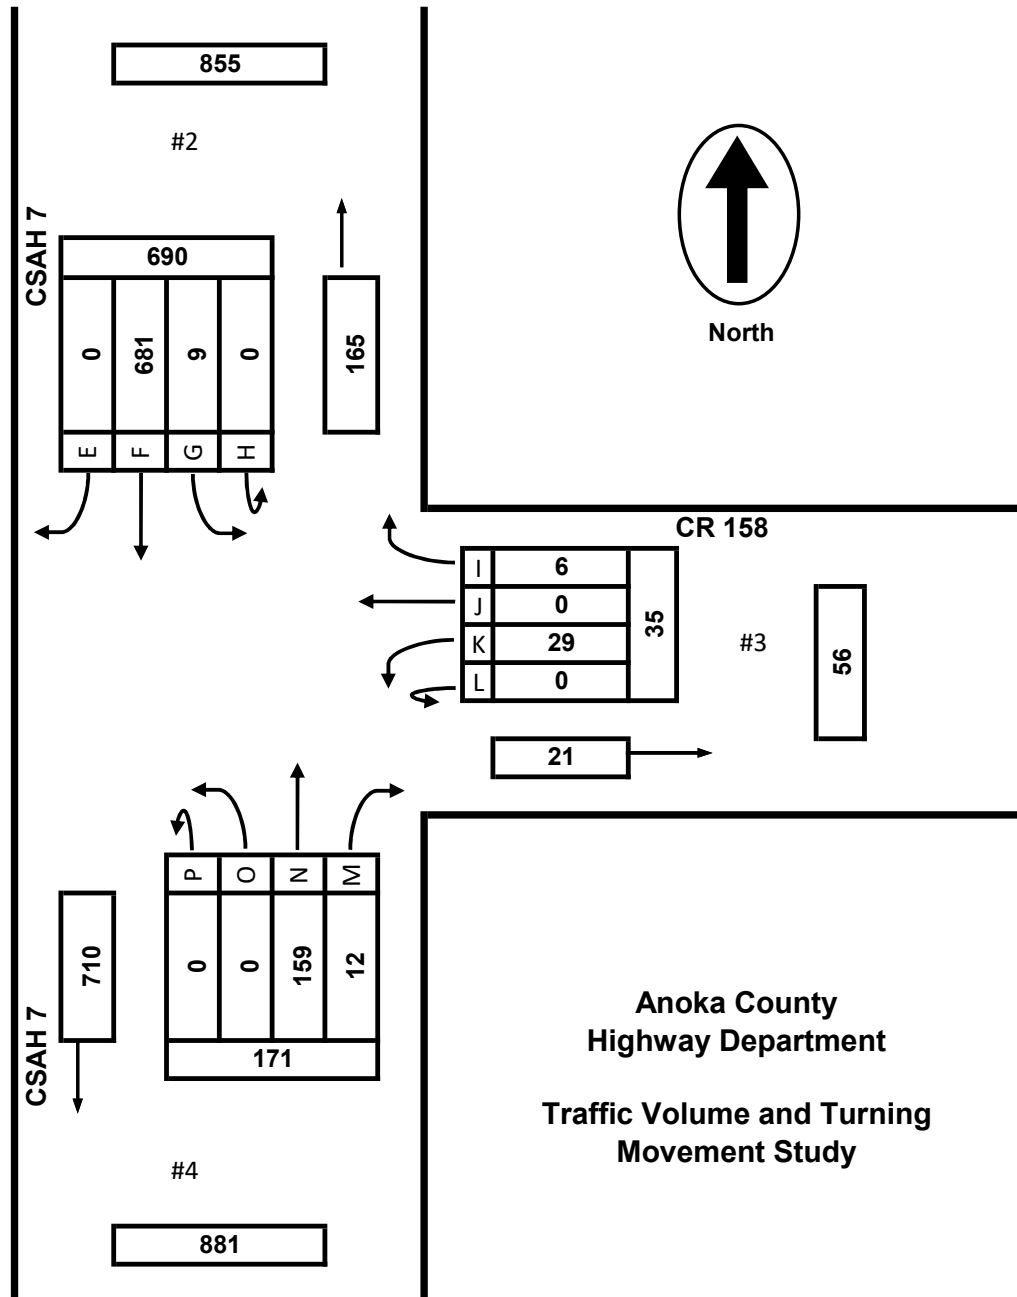 855
#2
CSAH 7
690
0
681
9
0
E
F
G
H
165
North
CR 158
I 6
J 0
K 29
L 0
35
#3
56
21
P
O
N
M
0
0
159
12
171
710
CSAH 7
#4
881
Anoka County
Highway Department
Traffic Volume and Turning
Movement Study